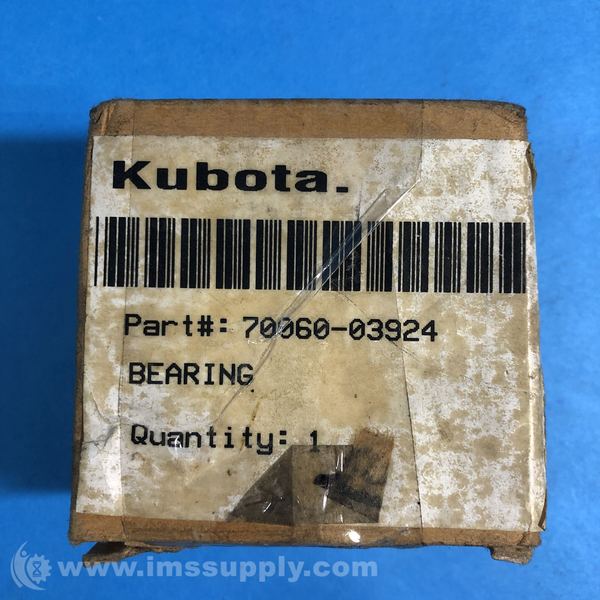 Kubota.
Part#: 70060-03924
BEARING
Quantity: 1
www.imssupply.com